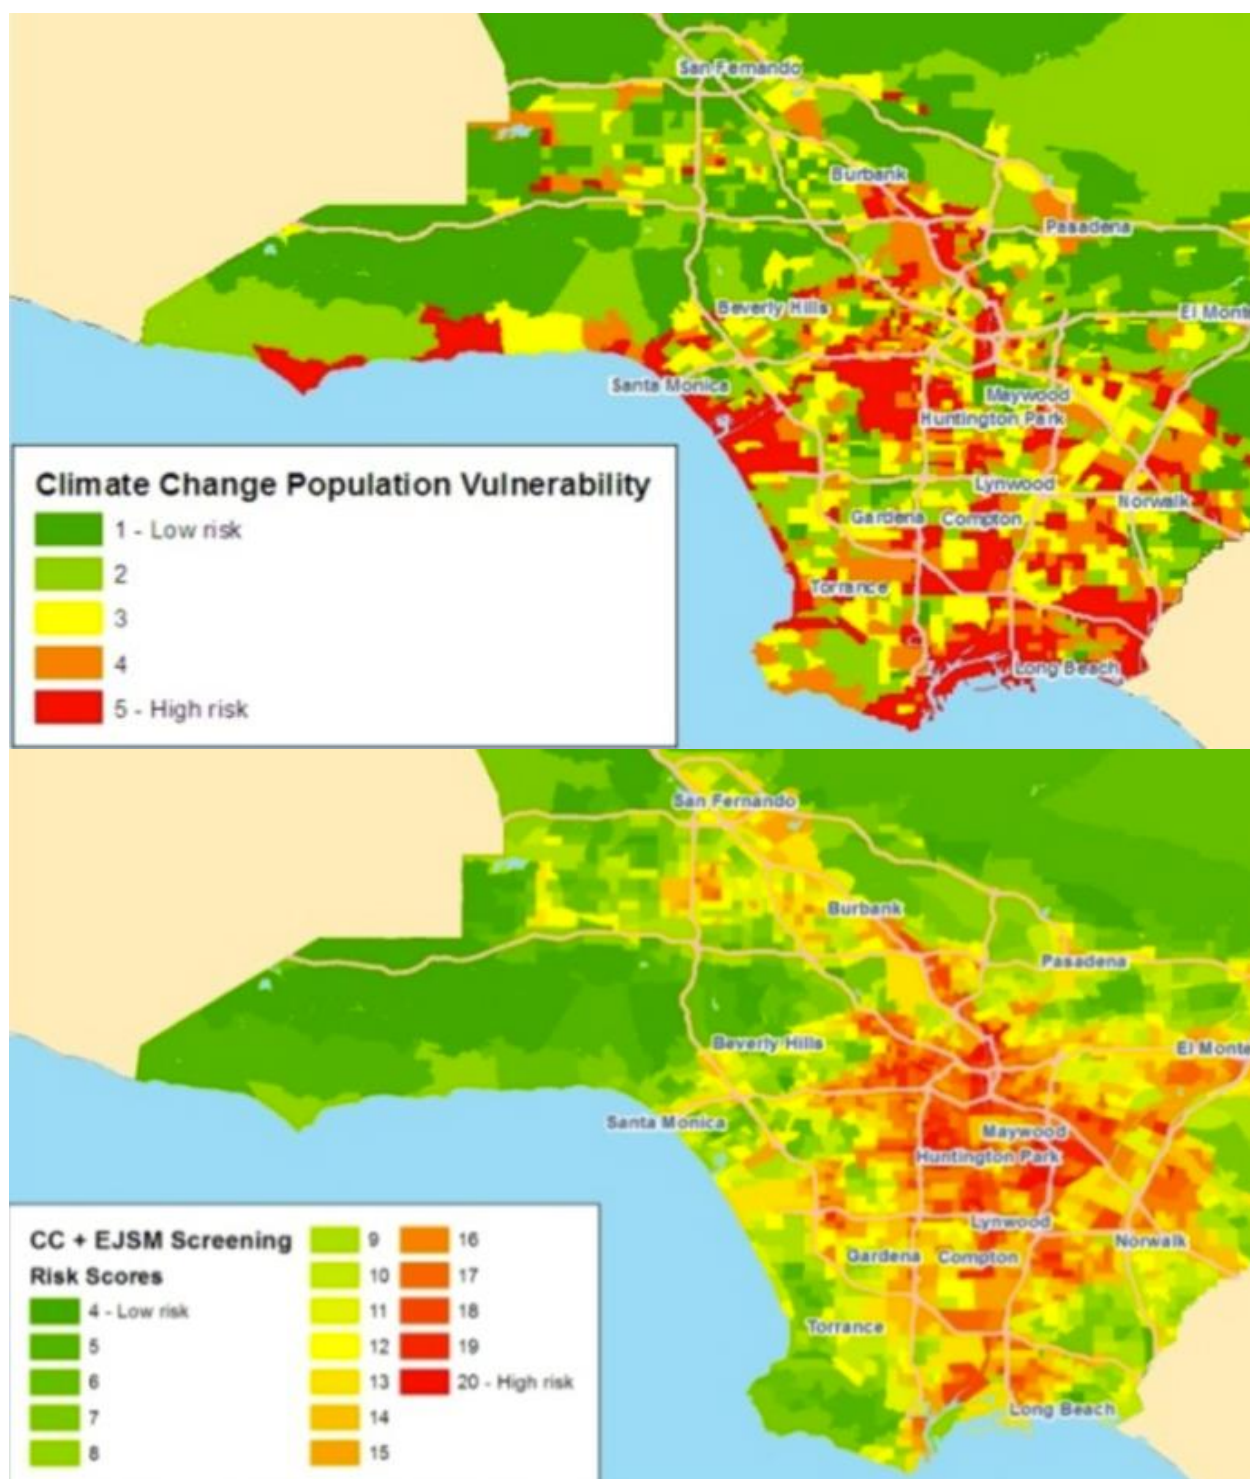 San Fernando
Burbank
Pasadena
Beverly Hills
El Monte
Santa Monica
Maywood
Huntington Park
Lynwood
Norwalk
Gardena Compton
Torrance
Long Beach
Climate Change Population Vulnerability
1 - Low risk
2
3
4
5 - High risk
San Fernando
Burbank
Pasadena
Beverly Hills
El Monte
Santa Monica
Maywood
Huntington Park
Lynwood
Norwalk
Gardena Compton
Torrance
Long Beach
CC + EJSM Screening
Risk Scores
4 - Low risk
5
6
7
8
9
10
11
12
13
14
15
16
17
18
19
20 - High risk